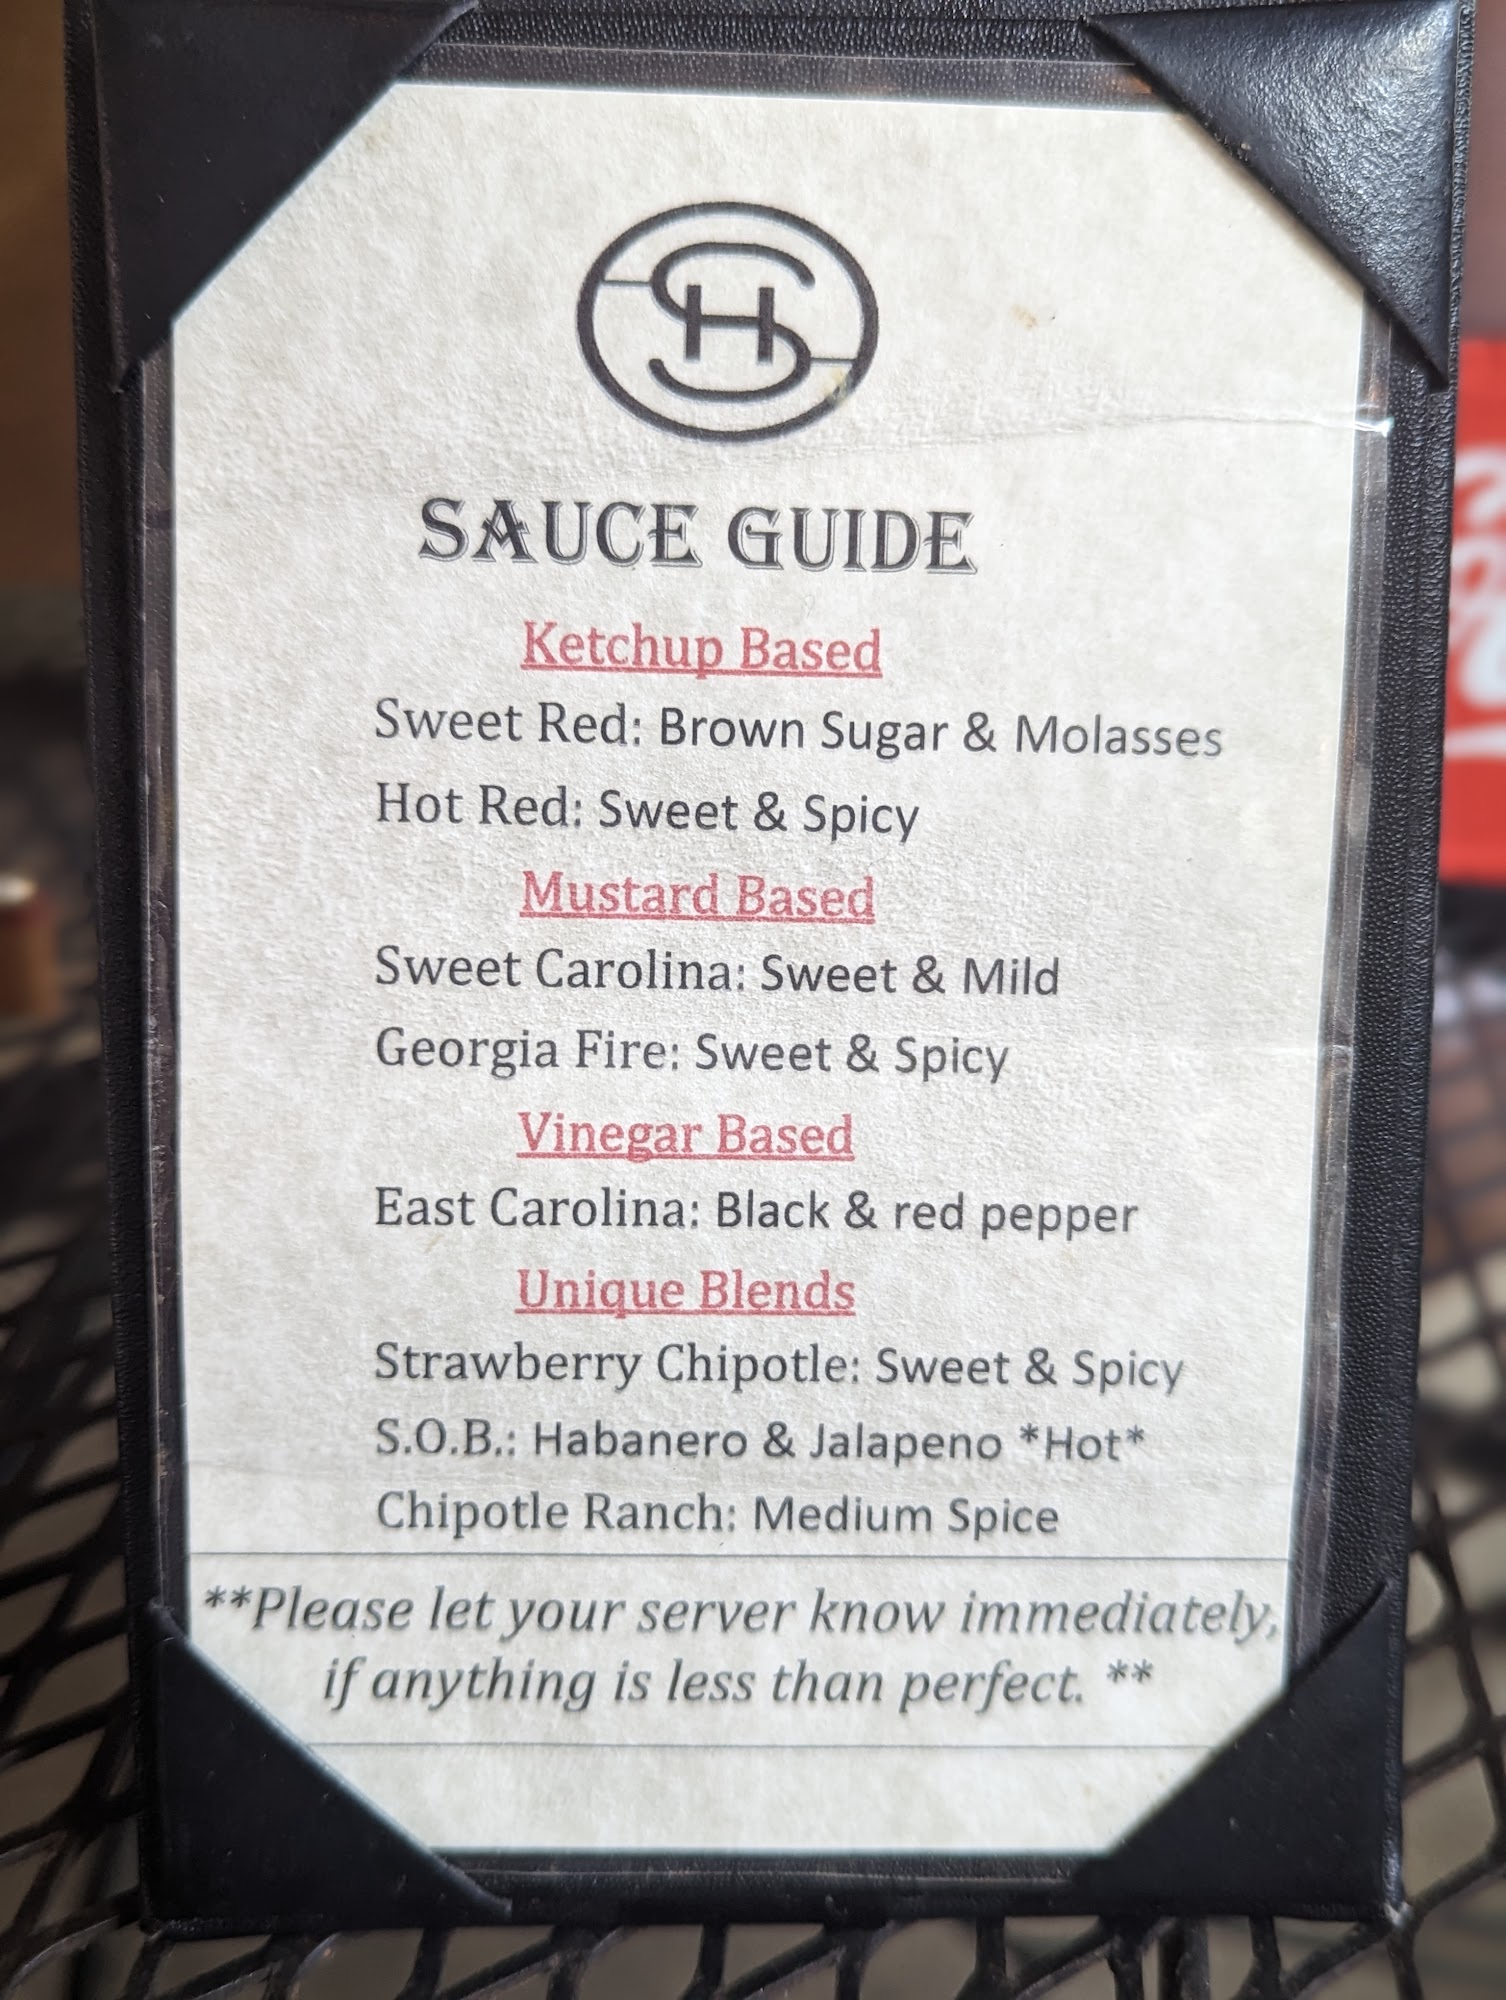 SH
SAUCE GUIDE
Ketchup Based
Sweet Red: Brown Sugar & Molasses
Hot Red: Sweet & Spicy
Mustard Based
Sweet Carolina: Sweet & Mild
Georgia Fire: Sweet & Spicy
Vinegar Based
East Carolina: Black & red pepper
Unique Blends
Strawberry Chipotle: Sweet & Spicy
S.O.B.: Habanero & Jalapeno *Hot*
Chipotle Ranch: Medium Spice
**Please let your server know immediately,
if anything is less than perfect. **